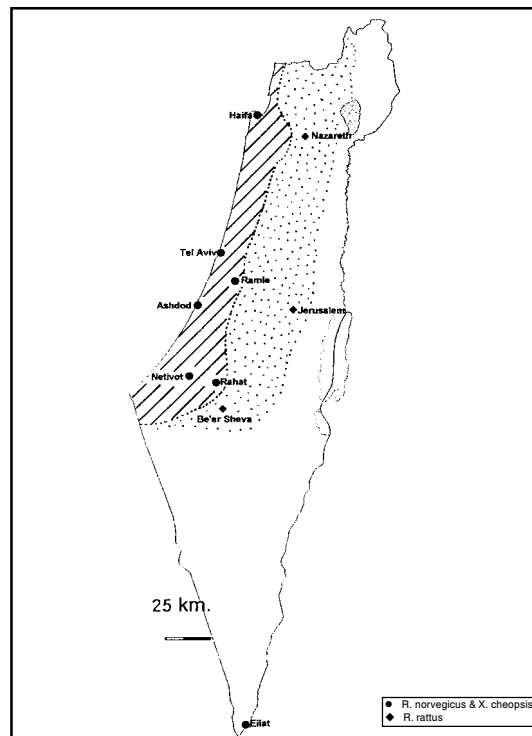 Haifa
Nazareth
Tel Aviv
Ramle
Ashdod
Jerusalem
Netivot
Rahat
Be'er Sheva
25 km.
Eilat
R. norvegicus & X. cheopsis
R. rattus